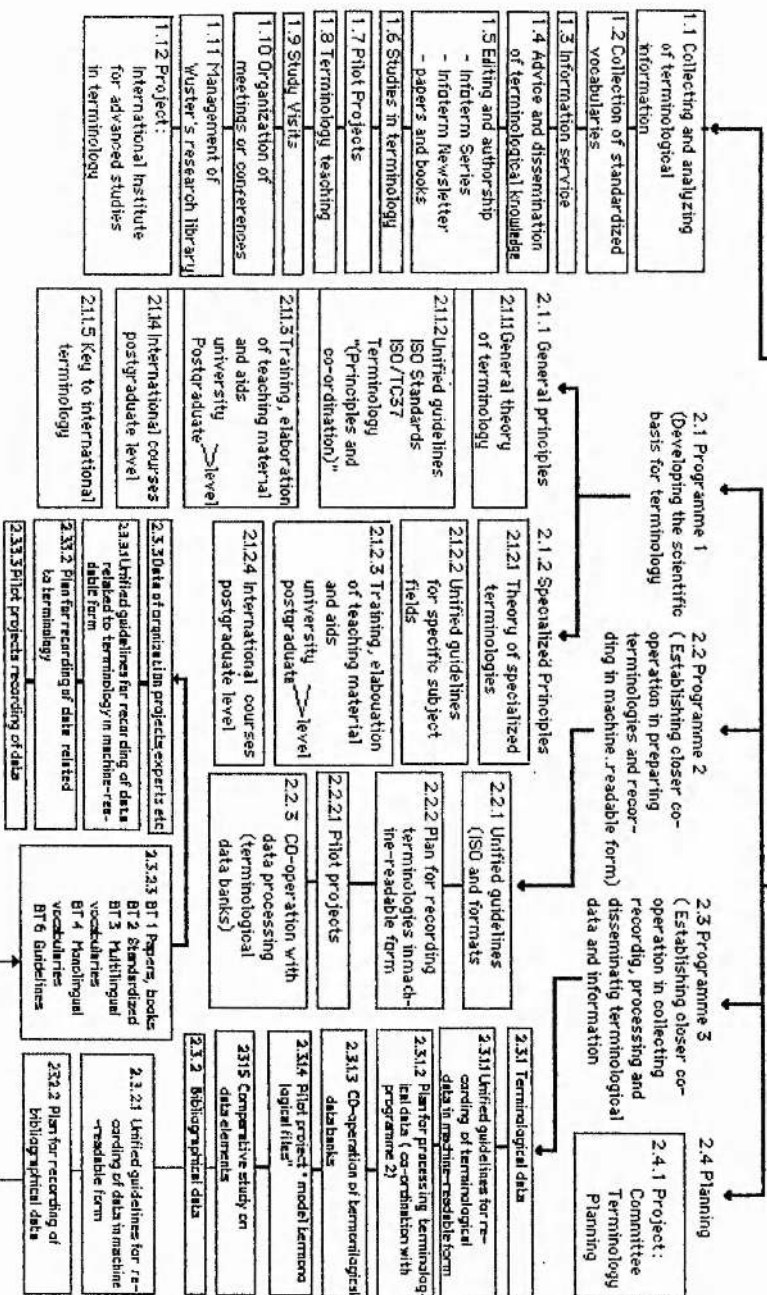 1.1 Collecting and analyzing
of terminological
information
1.2 Collection of standardized
vocabularies
1.3 Information service
1.4 Advice and dissemination
of terminological knowledge
1.5 Editing and authorship
- Infoterm Series
- Infoterm Newsletter
- papers and books
1.6 Studies in terminology
1.7 Pilot Projects
1.8 Terminology teaching
1.9 Study Visits
1.10 Organization of
meetings or conferences
1.11 Management of
Wuster's research library
1.12 Project:
International Institute
for advanced studies
in terminology
2.1 Programme 1
(Developing the scientific
basis for terminology
2.1.1 General principles
2.1.1.1 General theory
of terminology
2.1.1.2 Unified guidelines
ISO Standards
ISO/TC37
Terminology
"(Principles and
co-ordination)"
2.1.1.3 Training, elaboration
of teaching material
and aids
university
Postgraduate > level
2.1.1.4 International courses
postgraduate level
2.1.1.5 Key to international
terminology
2.1.2 Specialized Principles
2.1.2.1 Theory of specialized
terminologies
2.1.2.2 Unified guidelines
for specific subject
fields
2.1.2.3 Training, elabouation
of teaching material
and aids
university
postgraduate > level
2.1.2.4 International courses
postgraduate level
2.2 Programme 2
( Establishing closer co-
operation in preparing
terminologies and recor-
ding in machine..readable form)
2.2.1 Unified guidelines
(ISO and formats)
2.2.2 Plan for recording
terminologies in mach-
ine-readable form
2.2.2.1 Pilot projects
2.2.3 CO-operation with
data processing
(terminological
data banks)
2.3 Programme 3
( Establishing closer co-
operation in collecting
recordig, processing and
disseminatig terminological
data and information
2.3.1 Terminological data
2.3.1.1 Unified guidelines for re-
cording of terminological
data in machine-readable form
2.3.1.2 Plan for processing terminolog-
ical data ( co-ordination with
programme 2)
2.3.1.3 CO-operation of termonilogical
data banks
2.3.1.4 Pilot project " model termono
logical files"
2.3.1.5 Comparative study on
data elements
2.3.2 Bibliographical data
2.3.2.1 Unified guidelines for re-
cording of data in machine
-readable form
2.3.2.2 Plan for recording of
bibliographical data
2.3.2.3 BT 1 Papers, books
BT 2 Standardized
BT 3 Multilingual
vocabularies
BT 4 Monolingual
vocabularies
BT 6 Guidelines
2.3.3 Data of organization projects, experts etc
2.3.3.1 Unified guidelines for recording of data
related to terminology in machine-rea
dable form
2.3.3.2 Plan for recording of data related
to terminology
2.3.3.3 Pilot projects recording of data
2.4 Planning
2.4.1 Project:
Committee
Terminology
Planning